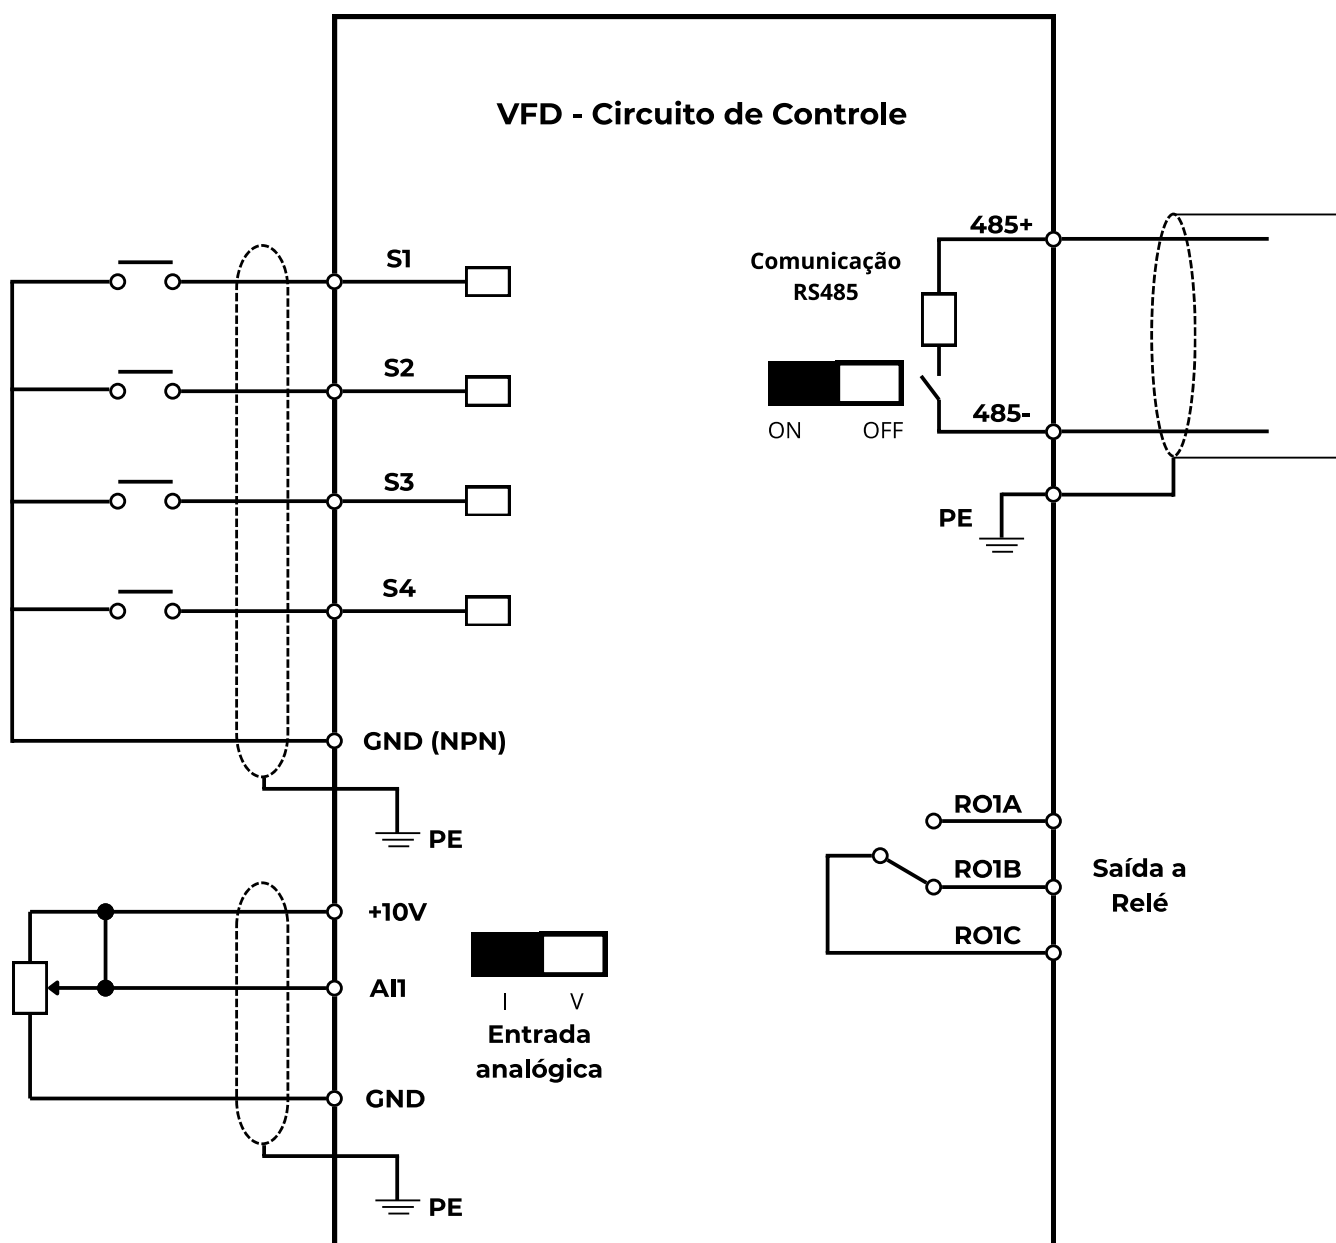 VFD - Circuito de Controle
S1
S2
S3
S4
GND (NPN)
PE
+10V
AI1
GND
PE
I V
Entrada
analógica
485+
Comunicação
RS485
ON OFF
485-
PE
RO1A
RO1B
RO1C
Saída a
Relé